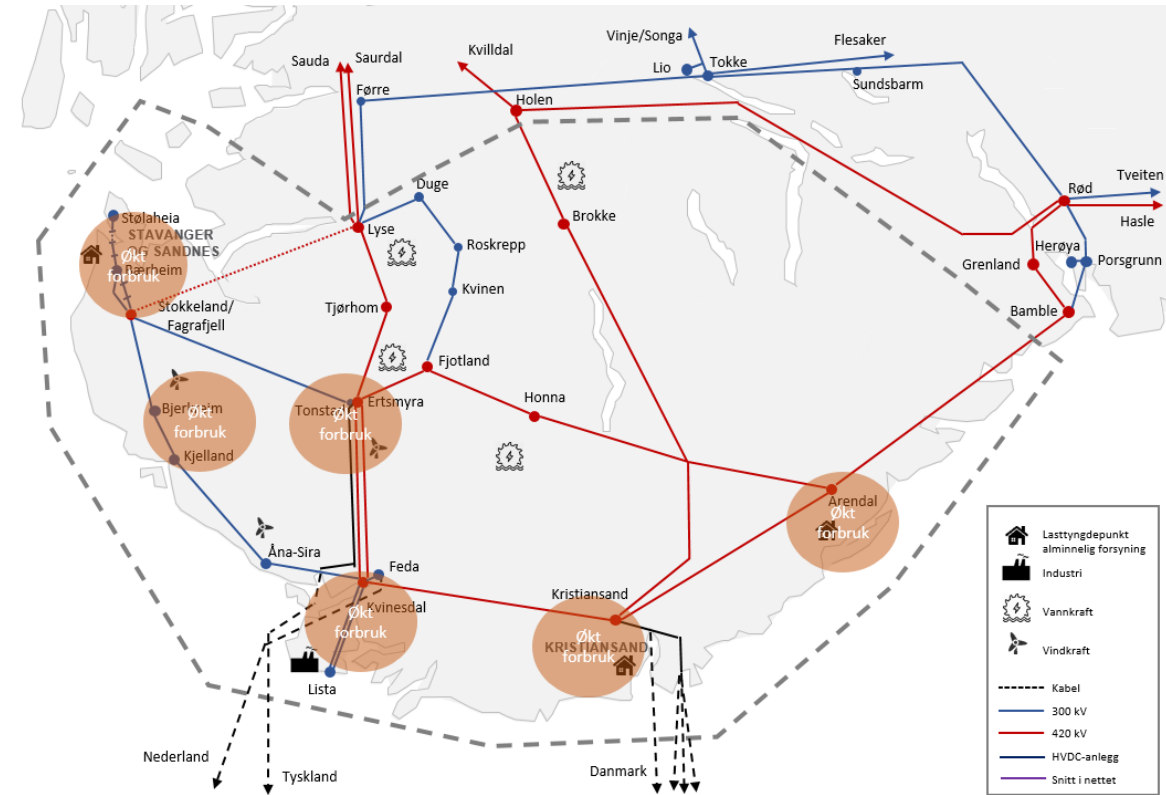 Vinje/Songa
Flesaker
Kvilldal
Saurdal
Sauda
Lio
Tokke
Sundsbarm
Førre
Holen
Tveiten
Duge
Rød
Hasle
Stølaheia
STAVANGER
OG SANDNES
Økt
forbruk
Bærheim
Lyse
Brokke
Roskrepp
Herøya
Porsgrunn
Grenland
Kvinen
Stokkeland/
Fagrafjell
Tjørhom
Bamble
Fjotland
Tonstad
Ertsmyra
Honna
Økt
forbruk
Bjerkreim
Økt
forbruk
Kjelland
Arendal
Økt
forbruk
Åna-Sira
Feda
Kvinesdal
Økt
forbruk
Kristiansand
Økt
forbruk
KRISTIANSAND
Lista
Nederland
Tyskland
Danmark
Lasttyngdepunkt
alminnelig forsyning
Industri
Vannkraft
Vindkraft
Kabel
300 kV
420 kV
HVDC-anlegg
Snitt i nettet